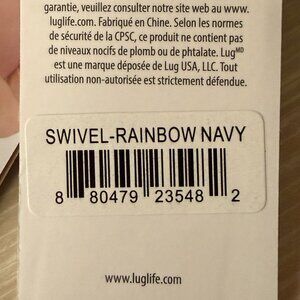 garantie, veuillez consulter notre site web au www.
luglife.com. Fabriqué en Chine. Selon les normes
de sécurité de la CPSC, ce produit ne contient pas
de niveaux nocifs de plomb ou de phtalate. Lugᴹᴰ
est une marque déposée de Lug USA, LLC. Tout
utilisation non-autorisée est strictement défendue.
SWIVEL-RAINBOW NAVY
8 80479 23548 2
www.luglife.com